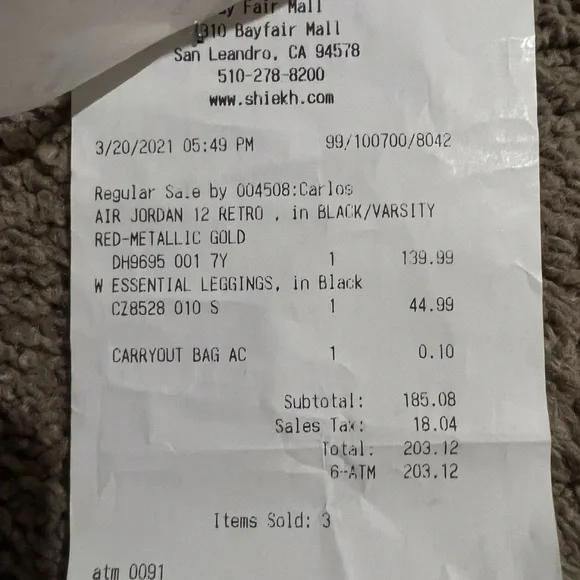 Fair Mall
310 Bayfair Mall
San Leandro, CA 94578
510-278-8200
www.shiekh.com
3/20/2021 05:49 PM 99/100700/8042
Regular Sale by 004508:Carlos
AIR JORDAN 12 RETRO , in BLACK/VARSITY
RED-METALLIC GOLD
DH9695 001 7Y 1 139.99
W ESSENTIAL LEGGINGS, in Black
CZ8528 010 S 1 44.99
CARRYOUT BAG AC 1 0.10
Subtotal: 185.08
Sales Tax: 18.04
Total: 203.12
6-ATM 203.12
Items Sold: 3
atm 0091